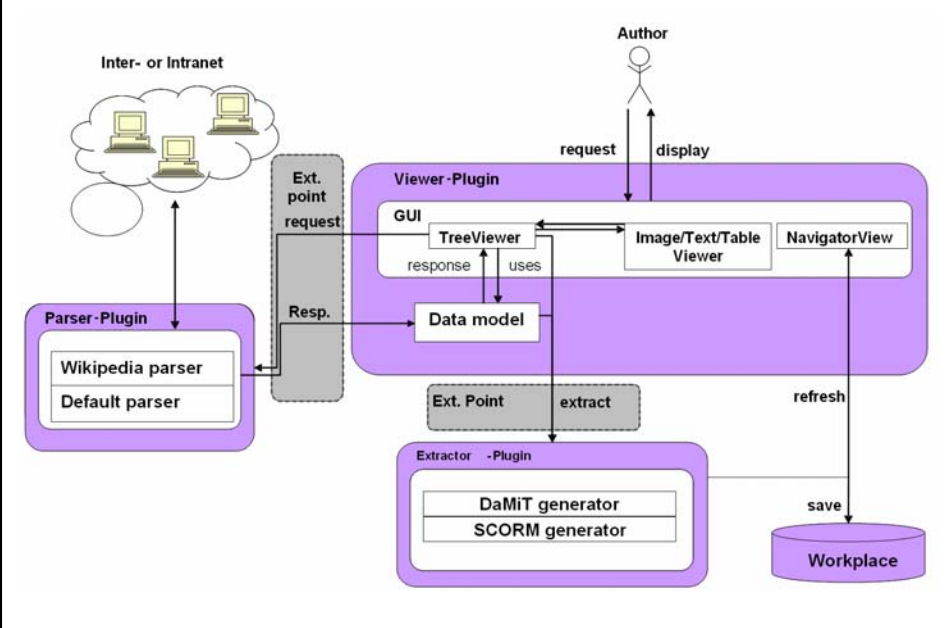 Author
Inter- or Intranet
request
display
Ext.
point
request
Viewer-Plugin
GUI
TreeViewer
Image/Text/Table
Viewer
NavigatorView
response
uses
Resp.
Data model
Parser-Plugin
Wikipedia parser
Default parser
Ext. Point
extract
refresh
Extractor -Plugin
DaMiT generator
SCORM generator
save
Workplace